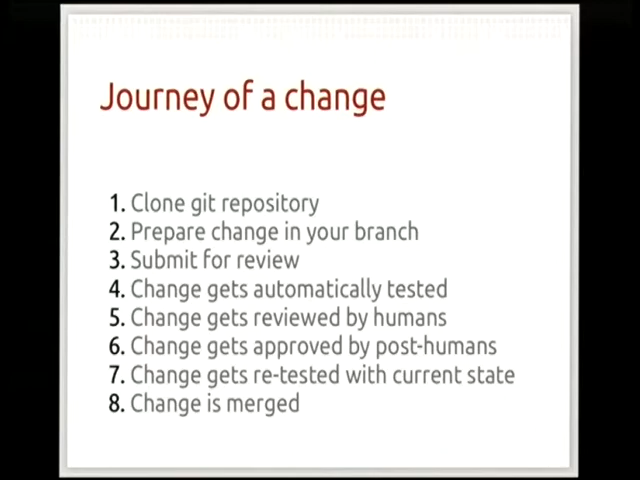 Journey of a change
1. Clone git repository
2. Prepare change in your branch
3. Submit for review
4. Change gets automatically tested
5. Change gets reviewed by humans
6. Change gets approved by post-humans
7. Change gets re-tested with current state
8. Change is merged